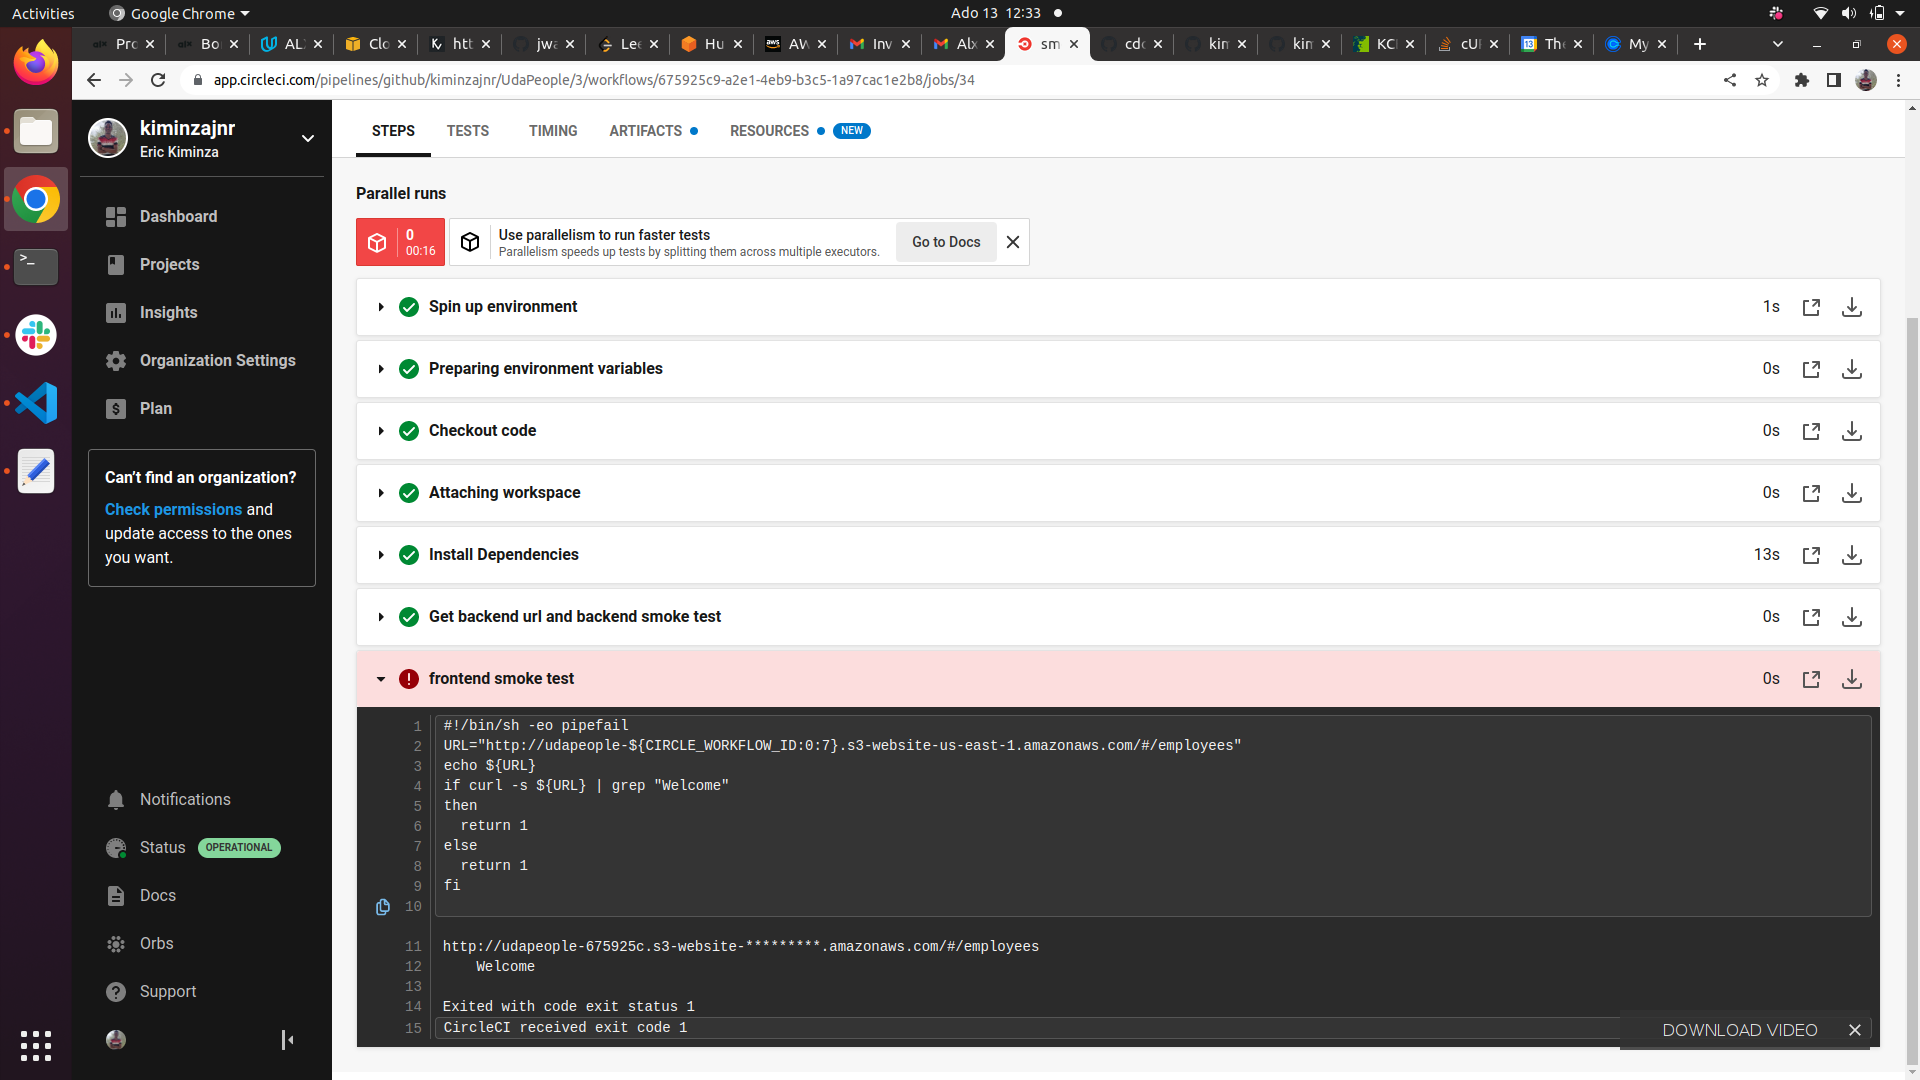 Activities
Google Chrome
Ado 13 12:33
Pro
Bo
AL
Clo
htt
jwa
Lee
Hu
AW
Inv
Alx
sm
cdc
kim
kim
KCI
cUF
The
My
app.circleci.com/pipelines/github/kiminzajnr/UdaPeople/3/workflows/675925c9-a2e1-4eb9-b3c5-1a97cac1e2b8/jobs/34
kiminzajnr
Eric Kiminza
Dashboard
Projects
Insights
Organization Settings
Plan
Can't find an organization?
Check permissions and
update access to the ones
you want.
Notifications
Status OPERATIONAL
Docs
Orbs
Support
STEPS
TESTS
TIMING
ARTIFACTS
RESOURCES NEW
Parallel runs
0
00:16
Use parallelism to run faster tests
Parallelism speeds up tests by splitting them across multiple executors.
Go to Docs
Spin up environment 1s
Preparing environment variables 0s
Checkout code 0s
Attaching workspace 0s
Install Dependencies 13s
Get backend url and backend smoke test 0s
frontend smoke test 0s
1 #!/bin/sh -eo pipefail
2 URL="http://udapeople-${CIRCLE_WORKFLOW_ID:0:7}.s3-website-us-east-1.amazonaws.com/#/employees"
3 echo ${URL}
4 if curl -s ${URL} | grep "Welcome"
5 then
6 return 1
7 else
8 return 1
9 fi
10
11 http://udapeople-675925c.s3-website-*********.amazonaws.com/#/employees
12 Welcome
13
14 Exited with code exit status 1
15 CircleCI received exit code 1
DOWNLOAD VIDEO